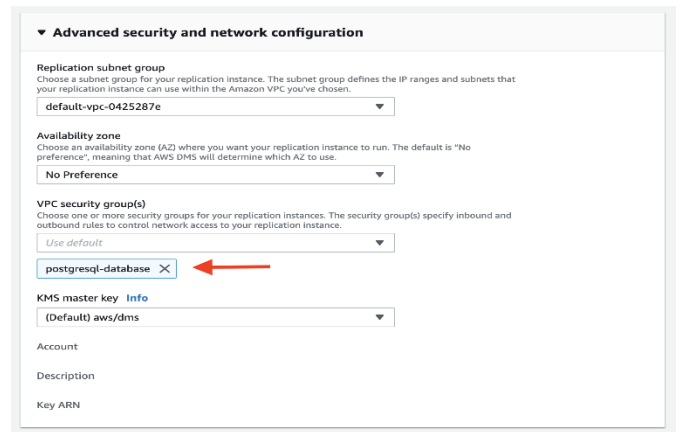 Advanced security and network configuration
Replication subnet group
Choose a subnet group for your replication instance. The subnet group defines the IP ranges and subnets that
your replication instance can use within the Amazon VPC you've chosen.
default-vpc-0425287e
Availability zone
Choose an availability zone (AZ) where you want your replication instance to run. The default is "No
preference", meaning that AWS DMS will determine which AZ to use.
No Preference
VPC security group(s)
Choose one or more security groups for your replication instances. The security group(s) specify inbound and
outbound rules to control network access to your replication instance.
Use default
postgresql-database
KMS master key Info
(Default) aws/dms
Account
Description
Key ARN